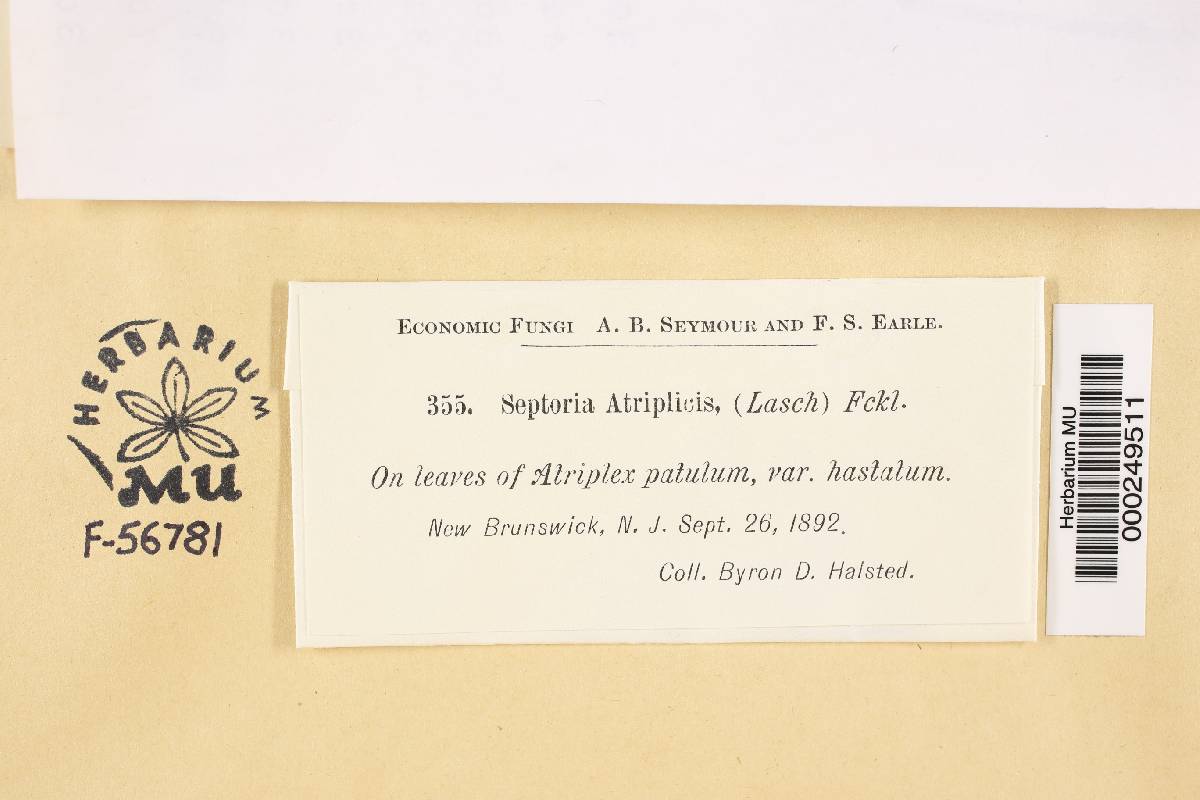 HERBARIUM
MU
F-56781
ECONOMIC FUNGI A. B. SEYMOUR AND F. S. EARLE.
355. Septoria Atriplicis, (Lasch) Fckl.
On leaves of Atriplex patulum, var. hastatum.
New Brunswick, N. J. Sept. 26, 1892.
Coll. Byron D. Halsted.
Herbarium MU
000249511